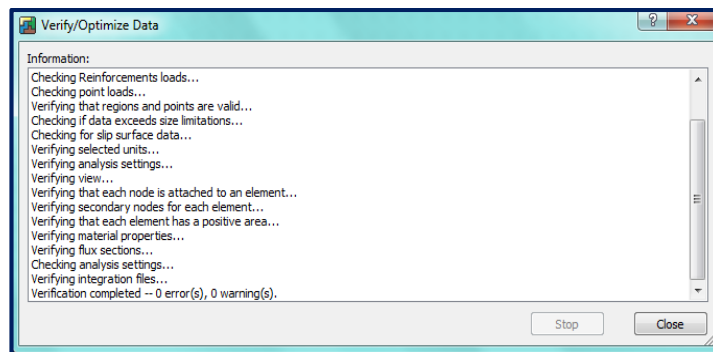 Verify/Optimize Data
Information:
Checking Reinforcements loads...
Checking point loads...
Verifying that regions and points are valid...
Checking if data exceeds size limitations...
Checking for slip surface data...
Verifying selected units...
Verifying analysis settings...
Verifying view...
Verifying that each node is attached to an element...
Verifying secondary nodes for each element...
Verifying that each element has a positive area...
Verifying material properties...
Verifying flux sections...
Checking analysis settings...
Verifying integration files...
Verification completed -- 0 error(s), 0 warning(s).
Stop
Close